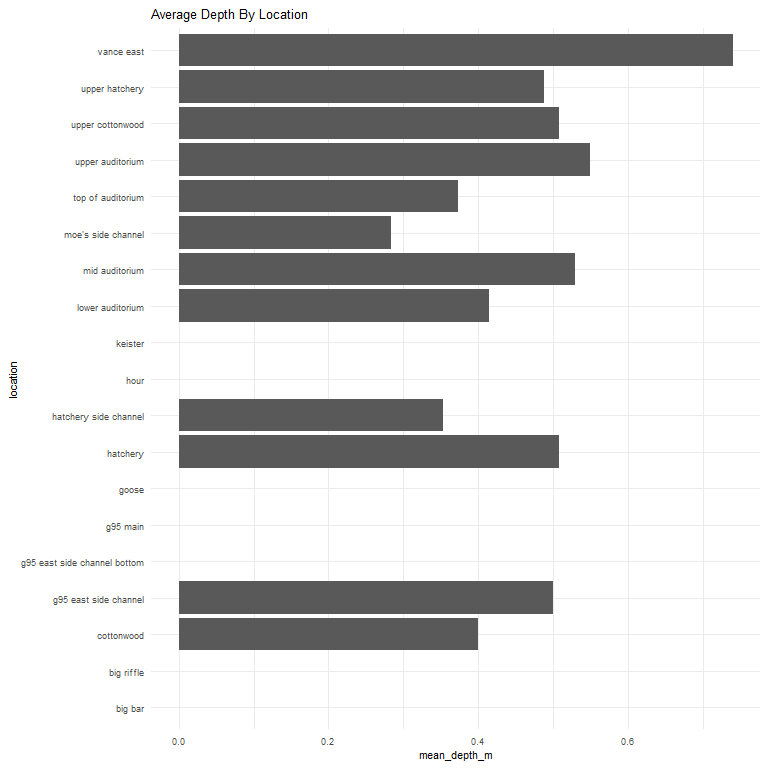 Average Depth By Location
vance east
upper hatchery
upper cottonwood
upper auditorium
top of auditorium
moe's side channel
mid auditorium
lower auditorium
keister
hour
hatchery side channel
hatchery
goose
g95 main
g95 east side channel bottom
g95 east side channel
cottonwood
big riffle
big bar
location
0.0 0.2 0.4 0.6
mean_depth_m